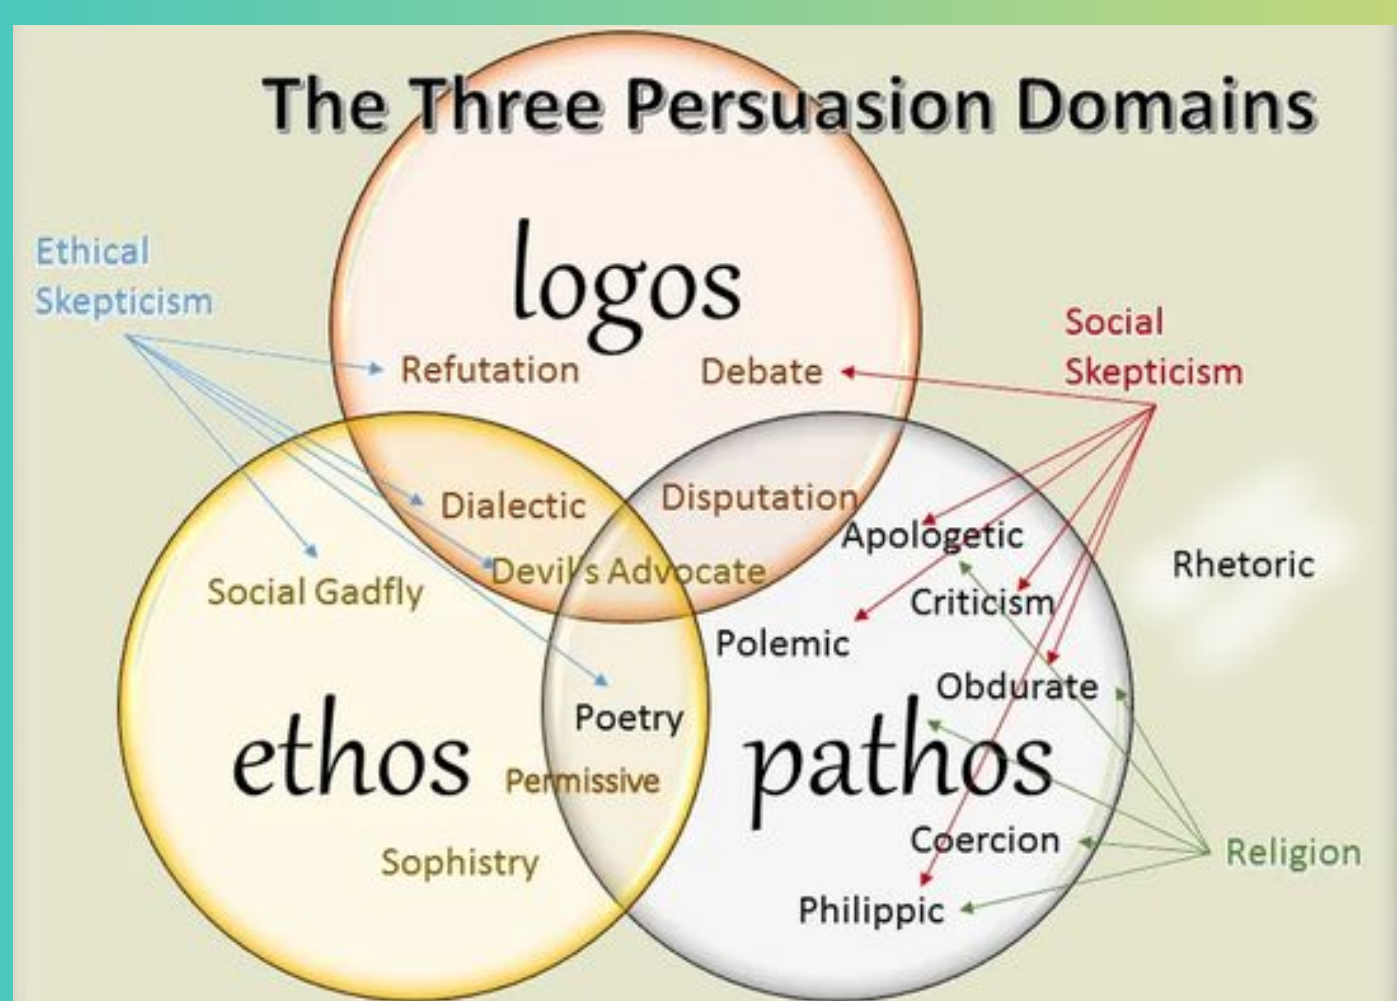 The Three Persuasion Domains
Ethical
Skepticism
logos
Social
Skepticism
Refutation
Debate
Dialectic
Disputation
Apologetic
Devil's Advocate
Rhetoric
Social Gadfly
Criticism
Polemic
Obdurate
Poetry
ethos
pathos
Permissive
Coercion
Religion
Sophistry
Philippic